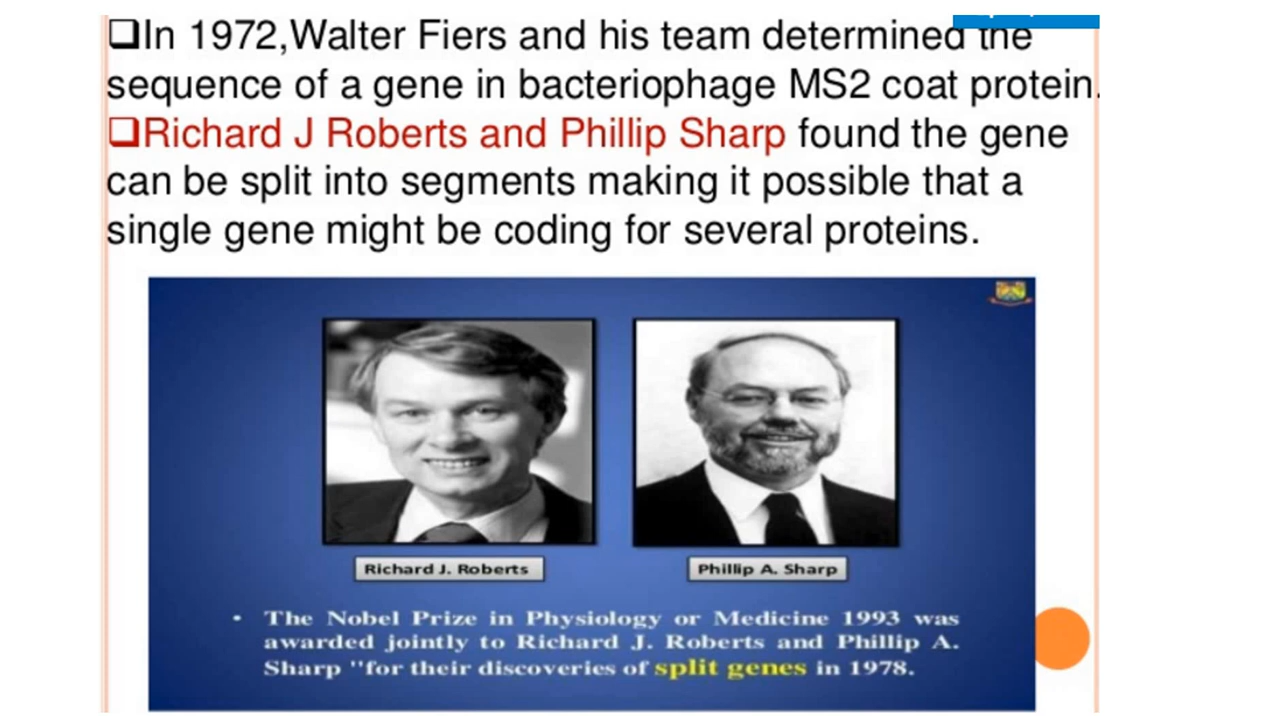 ❑In 1972,Walter Fiers and his team determined the
sequence of a gene in bacteriophage MS2 coat protein.
❑Richard J Roberts and Phillip Sharp found the gene
can be split into segments making it possible that a
single gene might be coding for several proteins.
Richard J. Roberts
Phillip A. Sharp
• The Nobel Prize in Physiology or Medicine 1993 was
awarded jointly to Richard J. Roberts and Phillip A.
Sharp "for their discoveries of split genes in 1978.